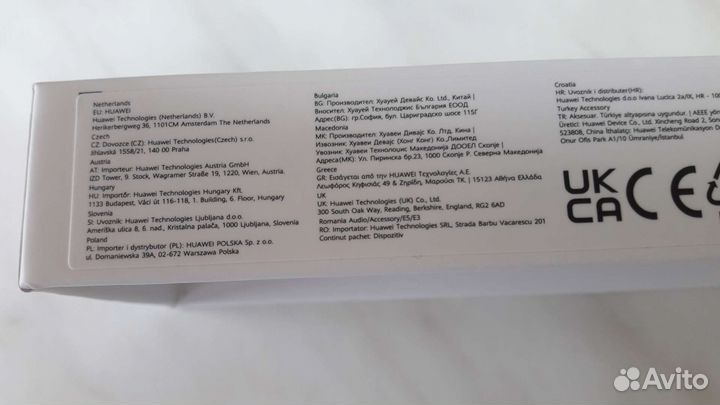 Netherlands
EU: HUAWEI
Huawei Technologies (Netherlands) B.V.
Herikerbergweg 36, 1101CM Amsterdam The Netherlands
Czech
CZ: Dovozce (CZ): Huawei Technologies(Czech) s.r.o.
Jihlavská 1558/21, 140 00 Praha
Austria
AT: Importeur: Huawei Technologies Austria GmbH
IZD Tower, 9. Stock, Wagramer Straße 19, 1220, Wien, Austria.
Hungary
HU: Importőr: Huawei Technologies Hungary Kft.
1133 Budapest, Váci út 116-118, 1. Building, 6. Floor, Hungary
Slovenia
SI: Uvoznik: Huawei Technologies Ljubljana d.o.o.
Ameriška ulica 8, 6. nad., Kristalna palača, 1000 Ljubljana, Slovenia
Poland
PL: Importer i dystrybutor (PL): HUAWEI POLSKA Sp. z o.o.
ul. Domaniewska 39A, 02-672 Warszawa Polska
Bulgaria
BG: Производител: Хуауей Девайс Ко. Ltd, Китай |
Вносител: Хуауей Технолоджис България ЕООД
Адрес(BG): гр.София, бул. Цариградско шосе 115Г
Macedonia
МК: Производител: Хуавеи Дивајс Ко. Лтд. Кина |
Извозник: Хуавеи Девајс (Хонг Конг) Ко.Лимитед |
Увозник: Хуавеи Технолоџис Македонија ДООЕЛ Скопје |
Адреса(МК): Ул. Пиринска бр.23, 1000 Скопје Р. Северна Македонија
Greece
GR: Εισάγεται από τη HUAWEI Τεχνολογίες Α.Ε.
Λεωφόρος Κηφισιάς 49 & Ζηρίδη, Μαρούσι ΤΚ | 15123 Αθήνα Ελλάδα
UK
UK: Huawei Technologies (UK) Co., Ltd.
300 South Oak Way, Reading, Berkshire, England, RG2 6AD
Romania Audio/Accessory/E5/E3
RO: Importator: Huawei Technologies SRL, Strada Barbu Vacarescu 201
Continut pachet: Dispozitiv
Croatia
HR: Uvoznik i distributer(HR):
Huawei Technologies d.o.o Ivana Lucica 2a/IX, HR - 100
Turkey Accessory
TR: Aksesuar. Türkiye altyapısına uygundur. | AEEE yön
Üretici: Huawei Device Co., Ltd. Xincheng Road 2, Son
523808, China İthalatçı: Huawei Telekomünikasyon D
Onur Ofis Park A1/10 Ümraniye/İstanbul
UK
CA
CE
Avito